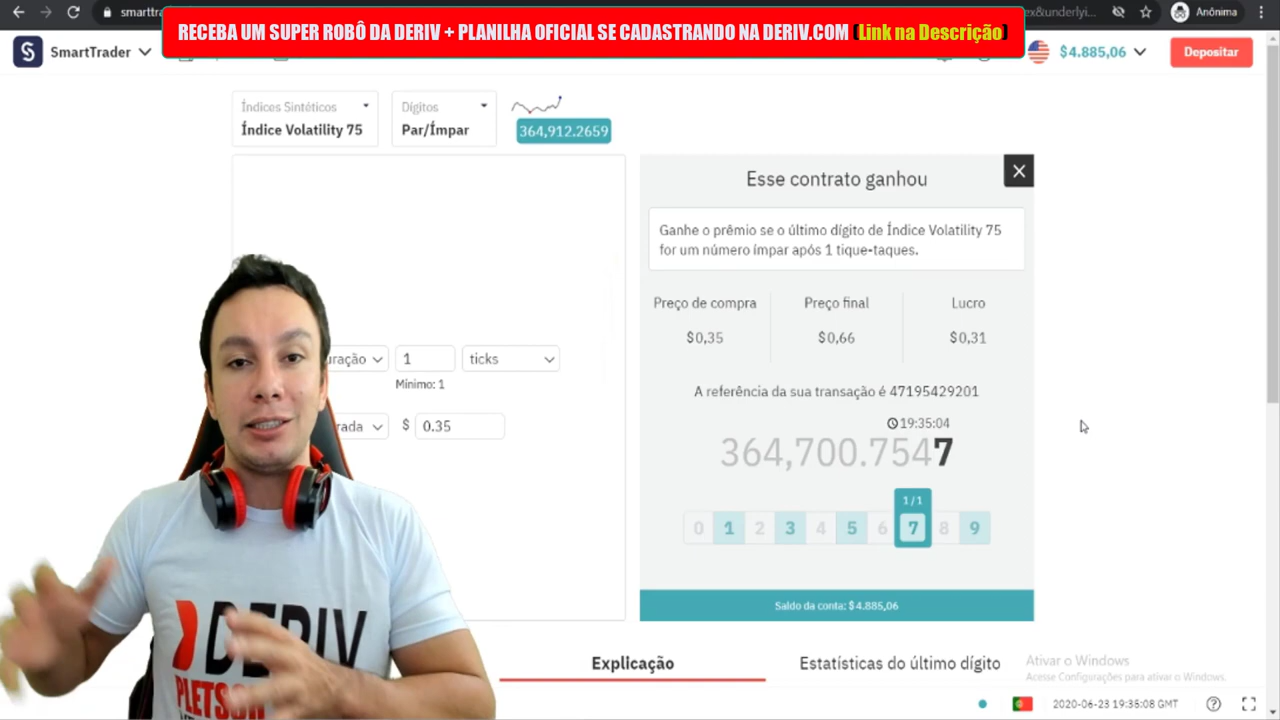 RECEBA UM SUPER ROBÔ DA DERIV + PLANILHA OFICIAL SE CADASTRANDO NA DERIV.COM (Link na Descrição)
Anônima
SmartTrader
$4.885,06
Depositar
Índices Sintéticos
Índice Volatility 75
Dígitos
Par/Ímpar
364,912.2659
Esse contrato ganhou
Ganhe o prêmio se o último dígito de Índice Volatility 75
for um número ímpar após 1 tique-taques.
Preço de compra
Preço final
Lucro
$0,35
$0,66
$0,31
uração
1
ticks
Mínimo: 1
rada
$
0.35
A referência da sua transação é 47195429201
19:35:04
364,700.7547
1/1
0 1 2 3 4 5 6 7 8 9
Saldo da conta: $4.885,06
DERIV
Explicação
Estatísticas do último dígito
Ativar o Windows
Acesse Configurações para ativar o Windows.
2020-06-23 19:35:08 GMT